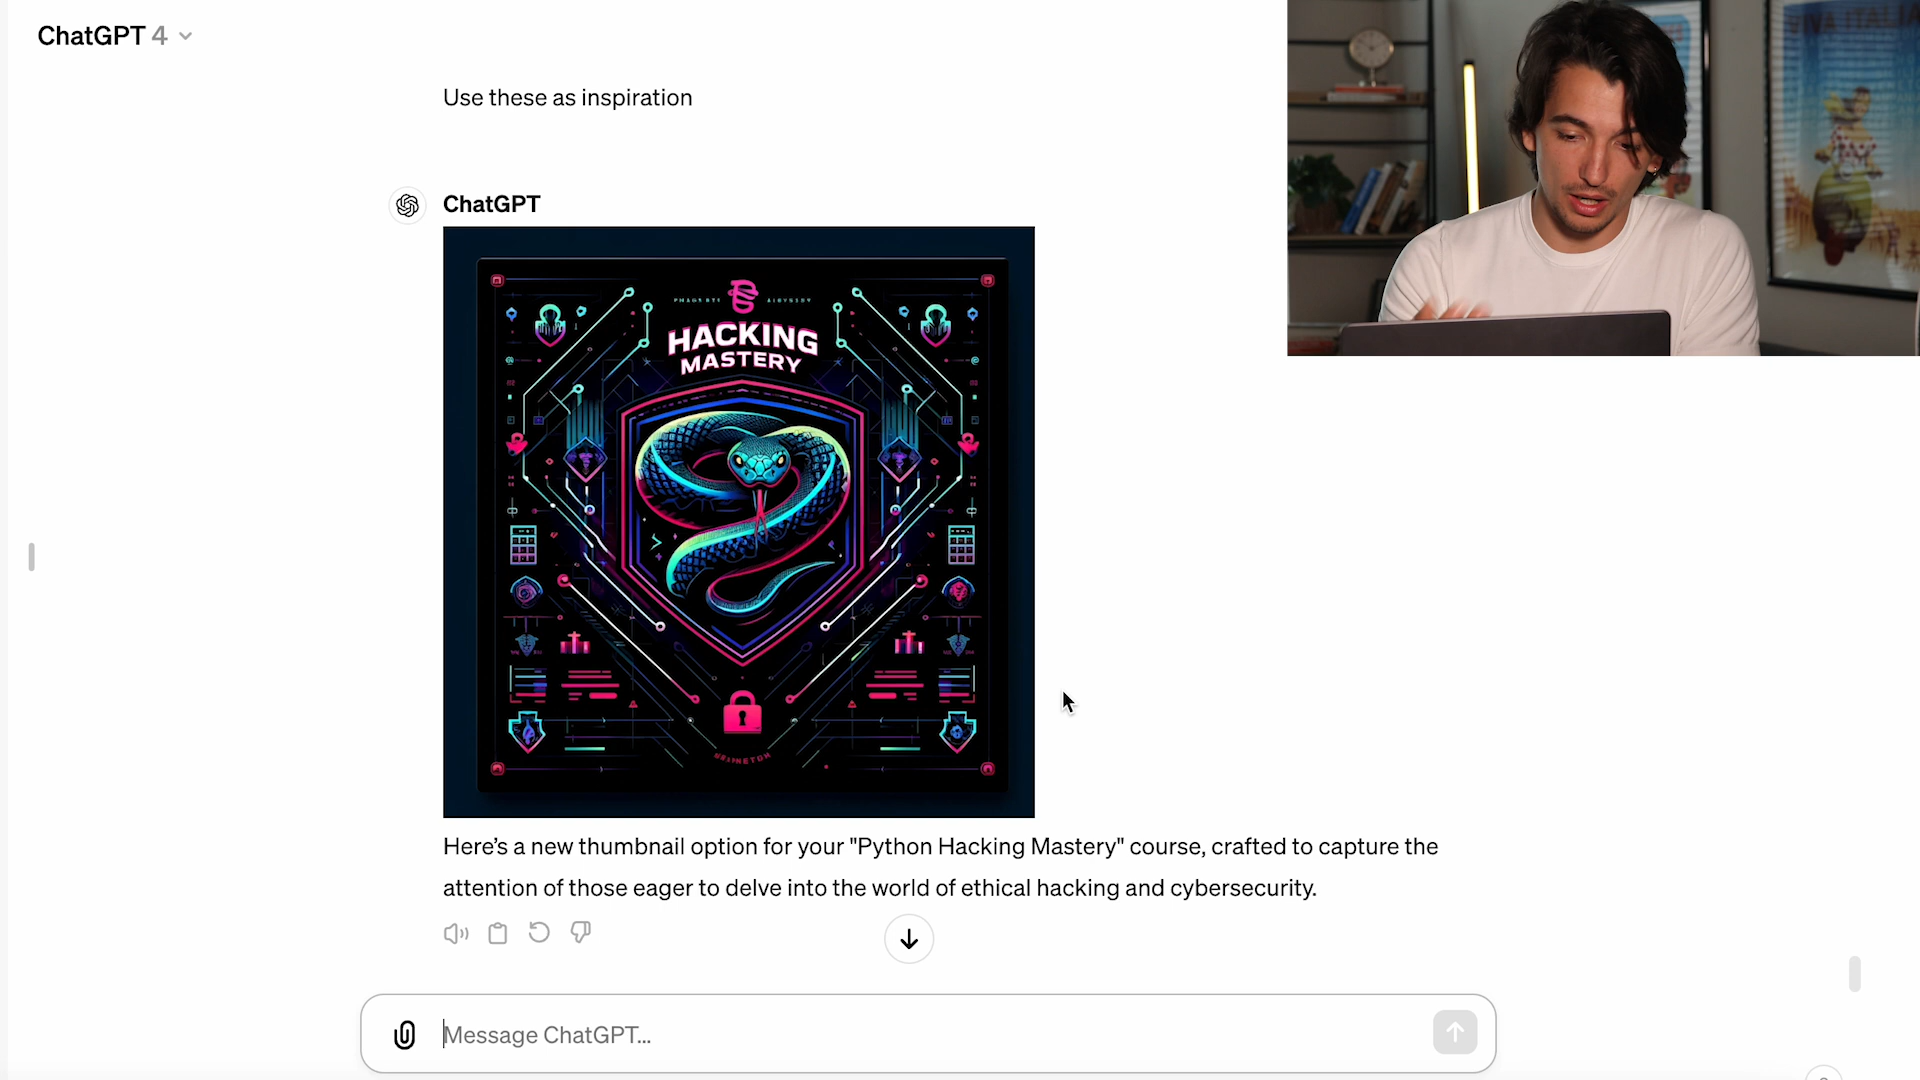 ChatGPT 4
VIVA ITALIA
Use these as inspiration
ChatGPT
HACKING
MASTERY
Here's a new thumbnail option for your "Python Hacking Mastery" course, crafted to capture the
attention of those eager to delve into the world of ethical hacking and cybersecurity.
Message ChatGPT...